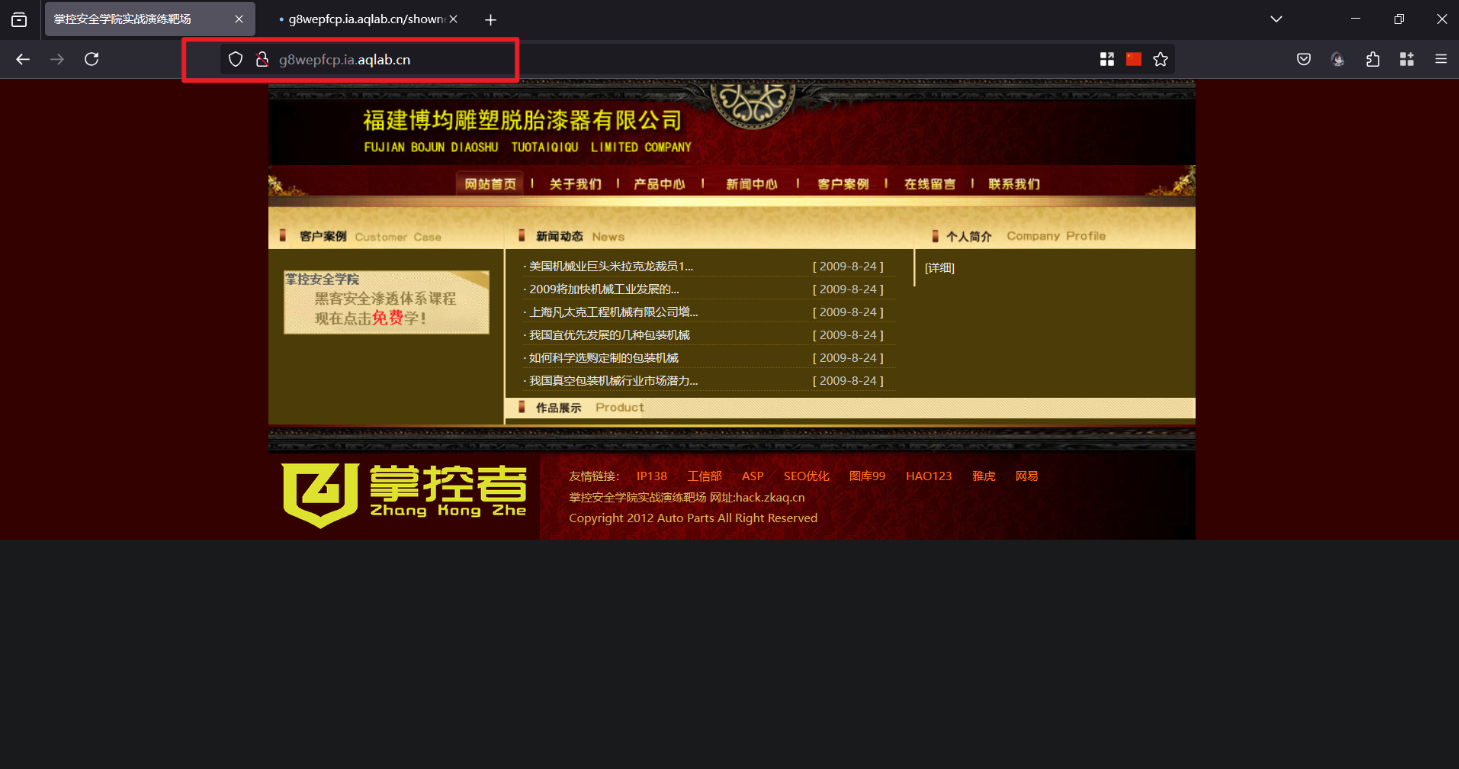 掌控安全学院实战演练靶场
g8wepfcp.ia.aqlab.cn/shown
g8wepfcp.ia.aqlab.cn
福建博均雕塑脱胎漆器有限公司
FUJIAN BOJUN DIAOSHU TUOTAIQIQU LIMITED COMPANY
网站首页 | 关于我们 | 产品中心 | 新闻中心 | 客户案例 | 在线留言 | 联系我们
客户案例 Customer Case
掌控安全学院
黑客安全渗透体系课程
现在点击免费学!
新闻动态 News
· 美国机械业巨头米拉克龙裁员1... [ 2009-8-24 ]
· 2009将加快机械工业发展的... [ 2009-8-24 ]
· 上海凡太克工程机械有限公司增... [ 2009-8-24 ]
· 我国宜优先发展的几种包装机械 [ 2009-8-24 ]
· 如何科学选购定制的包装机械 [ 2009-8-24 ]
· 我国真空包装机械行业市场潜力... [ 2009-8-24 ]
个人简介 Company Profile
[详细]
作品展示 Product
掌控者
Zhang Kong Zhe
友情链接: IP138 工信部 ASP SEO优化 图库99 HAO123 雅虎 网易
掌控安全学院实战演练靶场 网址:hack.zkaq.cn
Copyright 2012 Auto Parts All Right Reserved